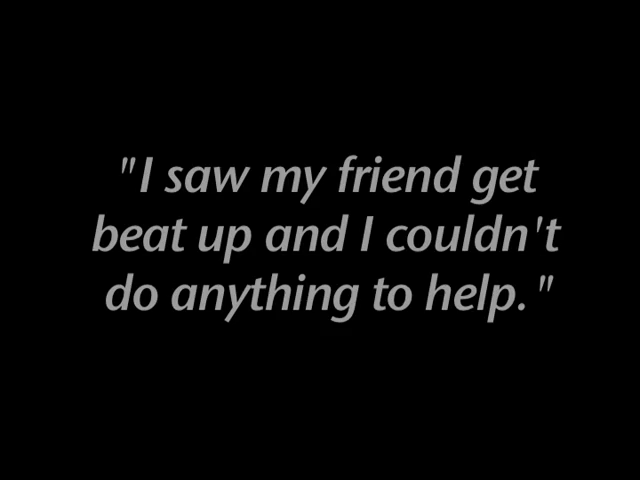 "I saw my friend get
beat up and I couldn't
do anything to help."